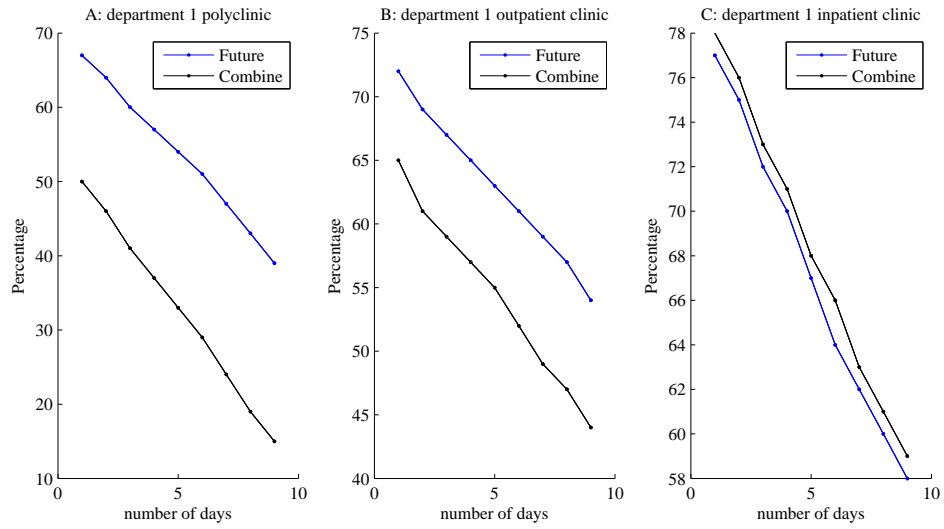 A: department 1 polyclinic
70
60
50
40
30
20
10
0
5
10
Percentage
number of days
Future
Combine
B: department 1 outpatient clinic
75
70
65
60
55
50
45
40
0
5
10
Percentage
number of days
Future
Combine
C: department 1 inpatient clinic
78
76
74
72
70
68
66
64
62
60
58
0
5
10
Percentage
number of days
Future
Combine